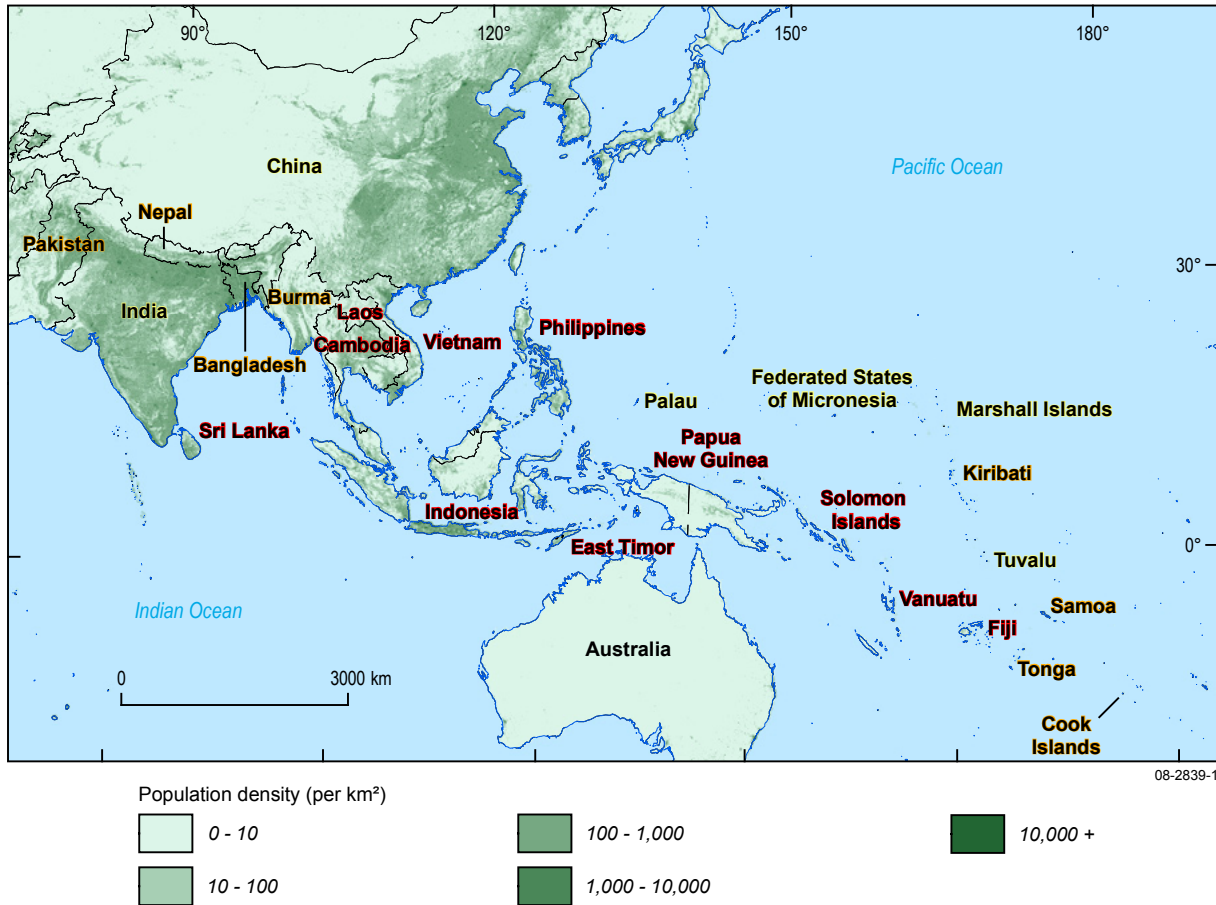 90°
120°
150°
180°
China
Pacific Ocean
Nepal
Pakistan
30°
India
Burma
Laos
Philippines
Cambodia
Vietnam
Bangladesh
Federated States
of Micronesia
Palau
Marshall Islands
Sri Lanka
Papua
New Guinea
Kiribati
Solomon
Islands
Indonesia
East Timor
0°
Tuvalu
Indian Ocean
Vanuatu
Samoa
Fiji
Australia
Tonga
0
3000 km
Cook
Islands
08-2839-1
Population density (per km²)
0 - 10
100 - 1,000
10,000 +
10 - 100
1,000 - 10,000